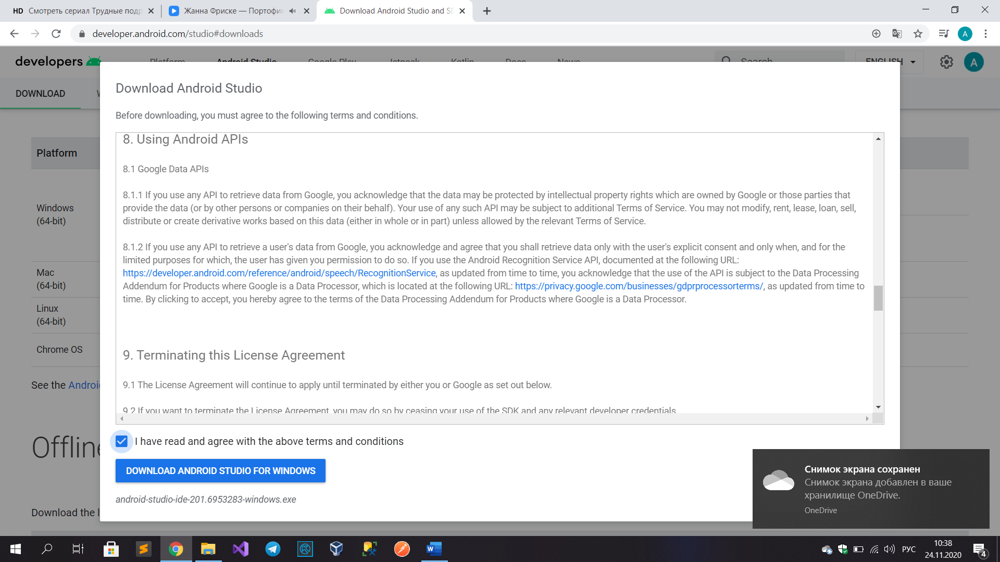 HD Смотреть сериал Трудные подр
Жанна Фриске — Портофин
Download Android Studio and SD
developer.android.com/studio#downloads
A
developers
Platform Android Studio Google Play Jetpack Kotlin Docs News
Search
ENGLISH
A
DOWNLOAD
Download Android Studio
Before downloading, you must agree to the following terms and conditions.
8. Using Android APIs
8.1 Google Data APIs
8.1.1 If you use any API to retrieve data from Google, you acknowledge that the data may be protected by intellectual property rights which are owned by Google or those parties that
provide the data (or by other persons or companies on their behalf). Your use of any such API may be subject to additional Terms of Service. You may not modify, rent, lease, loan, sell,
distribute or create derivative works based on this data (either in whole or in part) unless allowed by the relevant Terms of Service.
8.1.2 If you use any API to retrieve a user's data from Google, you acknowledge and agree that you shall retrieve data only with the user's explicit consent and only when, and for the
limited purposes for which, the user has given you permission to do so. If you use the Android Recognition Service API, documented at the following URL:
https://developer.android.com/reference/android/speech/RecognitionService, as updated from time to time, you acknowledge that the use of the API is subject to the Data Processing
Addendum for Products where Google is a Data Processor, which is located at the following URL: https://privacy.google.com/businesses/gdprprocessorterms/, as updated from time to
time. By clicking to accept, you hereby agree to the terms of the Data Processing Addendum for Products where Google is a Data Processor.
9. Terminating this License Agreement
9.1 The License Agreement will continue to apply until terminated by either you or Google as set out below.
9.2 If you want to terminate the License Agreement, you may do so by ceasing your use of the SDK and any relevant developer credentials.
I have read and agree with the above terms and conditions
DOWNLOAD ANDROID STUDIO FOR WINDOWS
android-studio-ide-201.6953283-windows.exe
Platform
Windows
(64-bit)
Mac
(64-bit)
Linux
(64-bit)
Chrome OS
See the Androi
Offline
Download the l
Снимок экрана сохранен
Снимок экрана добавлен в ваше
хранилище OneDrive.
OneDrive
РУС
10:38
24.11.2020
4